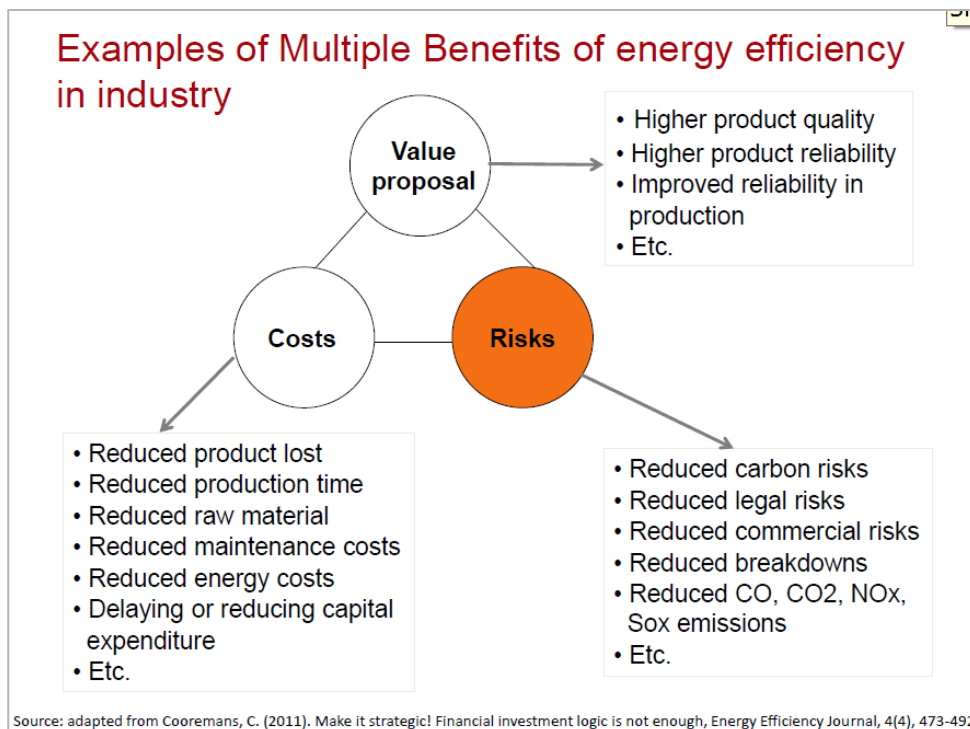 Examples of Multiple Benefits of energy efficiency
in industry
Value
proposal
• Higher product quality
• Higher product reliability
• Improved reliability in
production
• Etc.
Costs
Risks
• Reduced product lost
• Reduced production time
• Reduced raw material
• Reduced maintenance costs
• Reduced energy costs
• Delaying or reducing capital
expenditure
• Etc.
• Reduced carbon risks
• Reduced legal risks
• Reduced commercial risks
• Reduced breakdowns
• Reduced CO, CO2, NOx,
Sox emissions
• Etc.
Source: adapted from Cooremans, C. (2011). Make it strategic! Financial investment logic is not enough, Energy Efficiency Journal, 4(4), 473-492